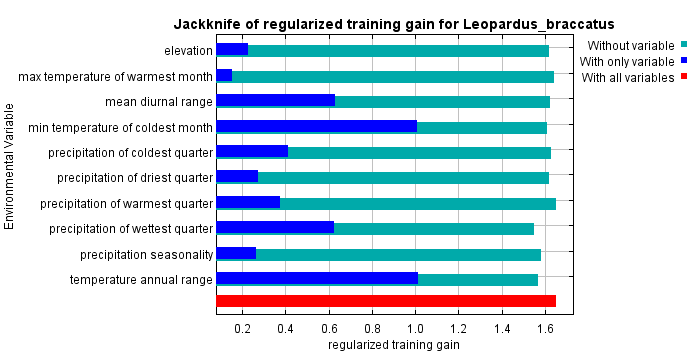 Jackknife of regularized training gain for Leopardus_braccatus
Without variable
With only variable
With all variables
Environmental Variable
elevation
max temperature of warmest month
mean diurnal range
min temperature of coldest month
precipitation of coldest quarter
precipitation of driest quarter
precipitation of warmest quarter
precipitation of wettest quarter
precipitation seasonality
temperature annual range
0.2 0.4 0.6 0.8 1.0 1.2 1.4 1.6
regularized training gain